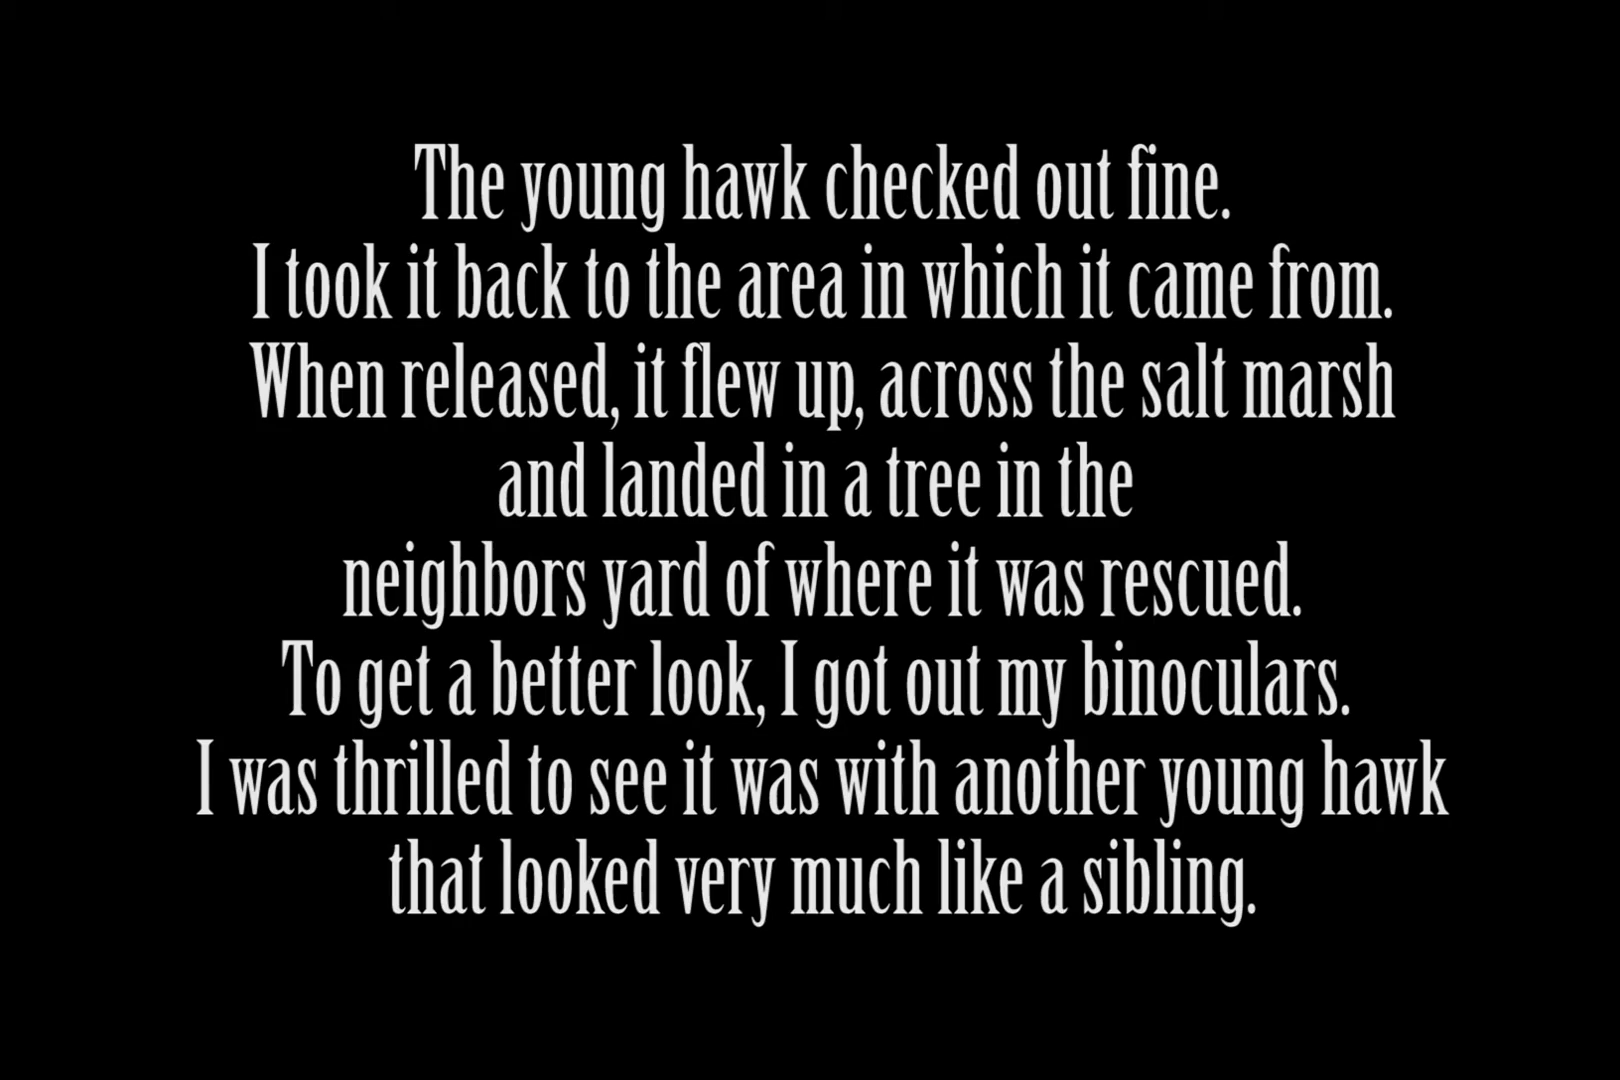 The young hawk checked out fine.
I took it back to the area in which it came from.
When released, it flew up, across the salt marsh
and landed in a tree in the
neighbors yard of where it was rescued.
To get a better look, I got out my binoculars.
I was thrilled to see it was with another young hawk
that looked very much like a sibling.